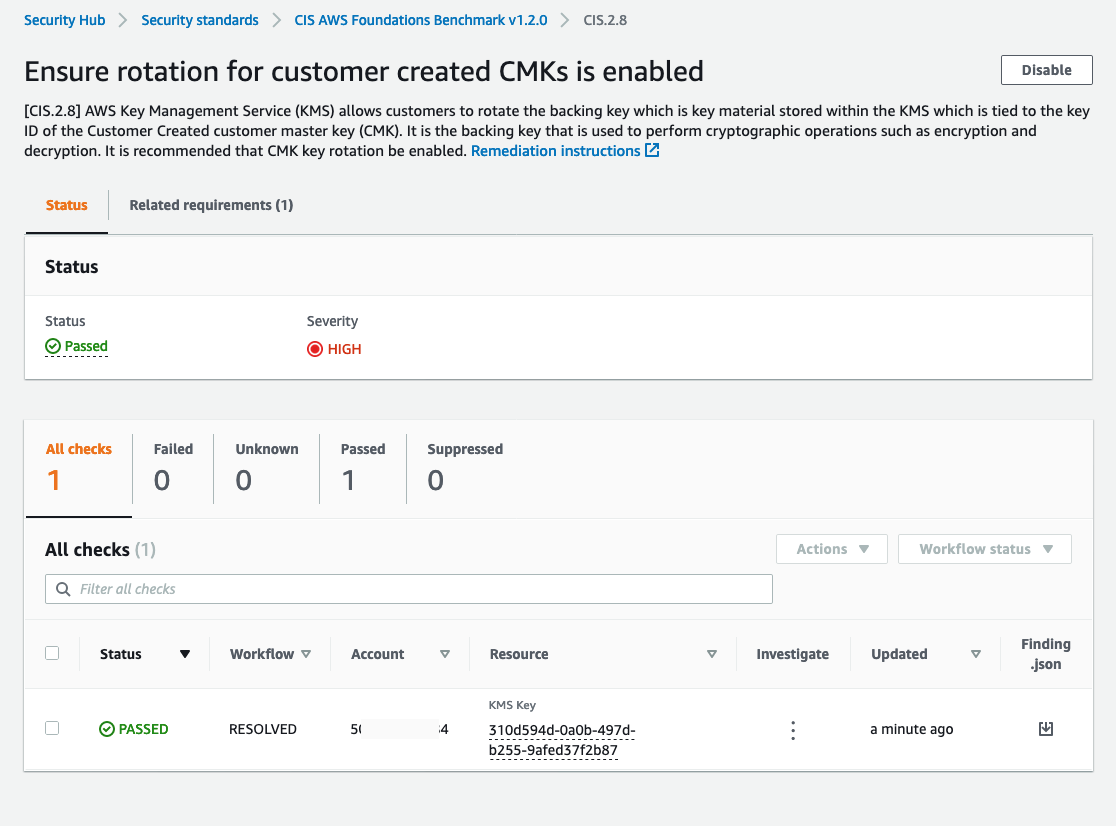 Security Hub > Security standards > CIS AWS Foundations Benchmark v1.2.0 > CIS.2.8
Ensure rotation for customer created CMKs is enabled
Disable
[CIS.2.8] AWS Key Management Service (KMS) allows customers to rotate the backing key which is key material stored within the KMS which is tied to the key
ID of the Customer Created customer master key (CMK). It is the backing key that is used to perform cryptographic operations such as encryption and
decryption. It is recommended that CMK key rotation be enabled. Remediation instructions
Status Related requirements (1)
Status
Status Severity
Passed HIGH
All checks Failed Unknown Passed Suppressed
1 0 0 1 0
All checks (1) Actions Workflow status
Filter all checks
Status Workflow Account Resource Investigate Updated Finding
.json
KMS Key
PASSED RESOLVED 310d594d-0a0b-497d- a minute ago
b255-9afed37f2b87